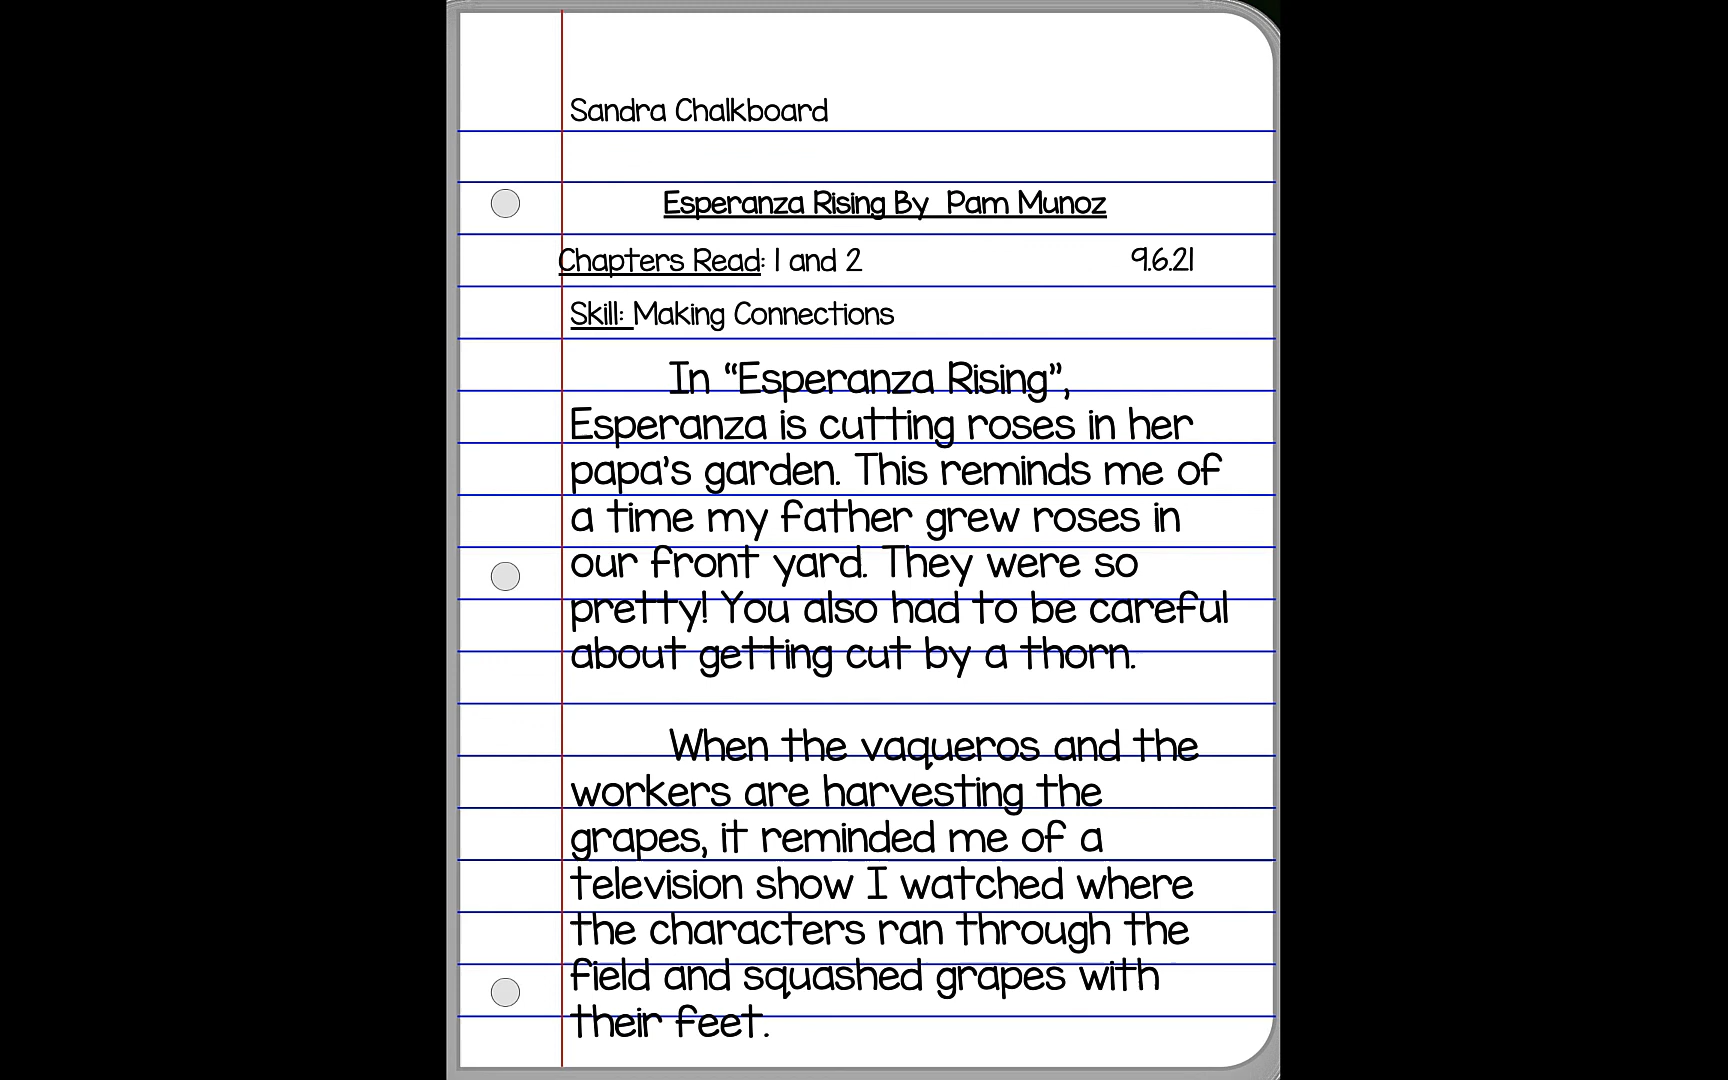 Sandra Chalkboard
Esperanza Rising By  Pam Munoz
Chapters Read: 1 and 2 9.6.21
Skill: Making Connections
In “Esperanza Rising”,
Esperanza is cutting roses in her
papa's garden. This reminds me of
a time my father grew roses in
our front yard. They were so
pretty! You also had to be careful
about getting cut by a thorn.
When the vaqueros and the
workers are harvesting the
grapes, it reminded me of a
television show I watched where
the characters ran through the
field and squashed grapes with
their feet.